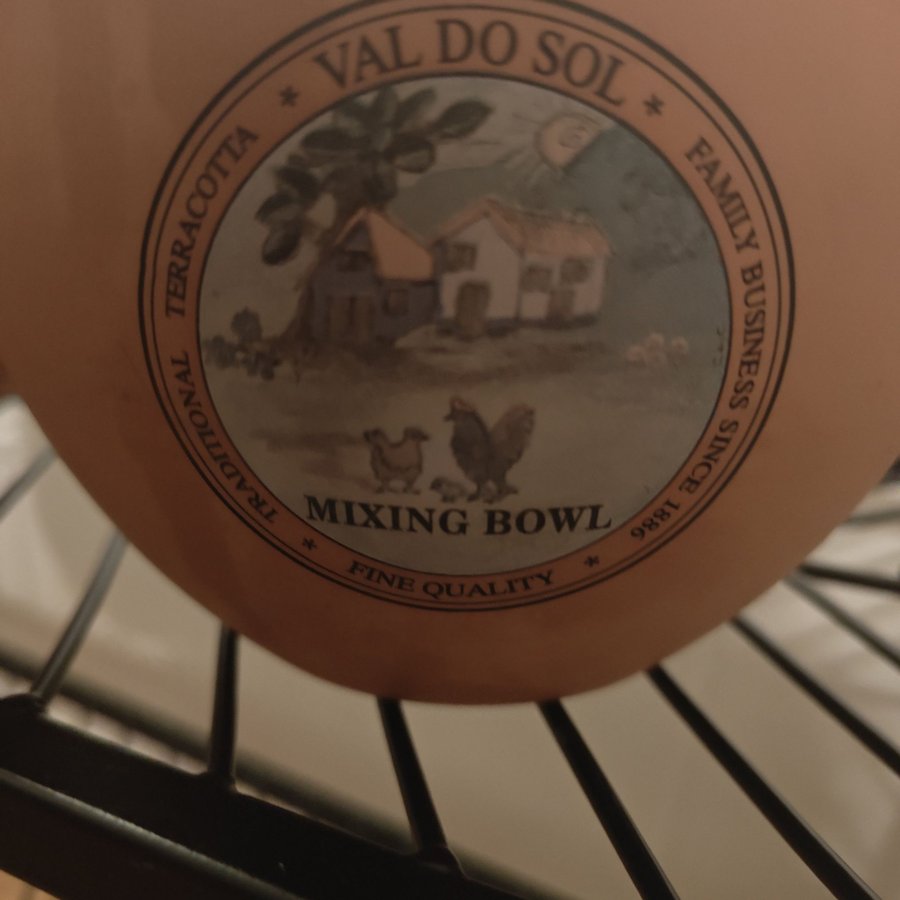 VAL DO SOL
FAMILY BUSINESS SINCE 1886
FINE QUALITY
TRADITIONAL TERRACOTTA
MIXING BOWL